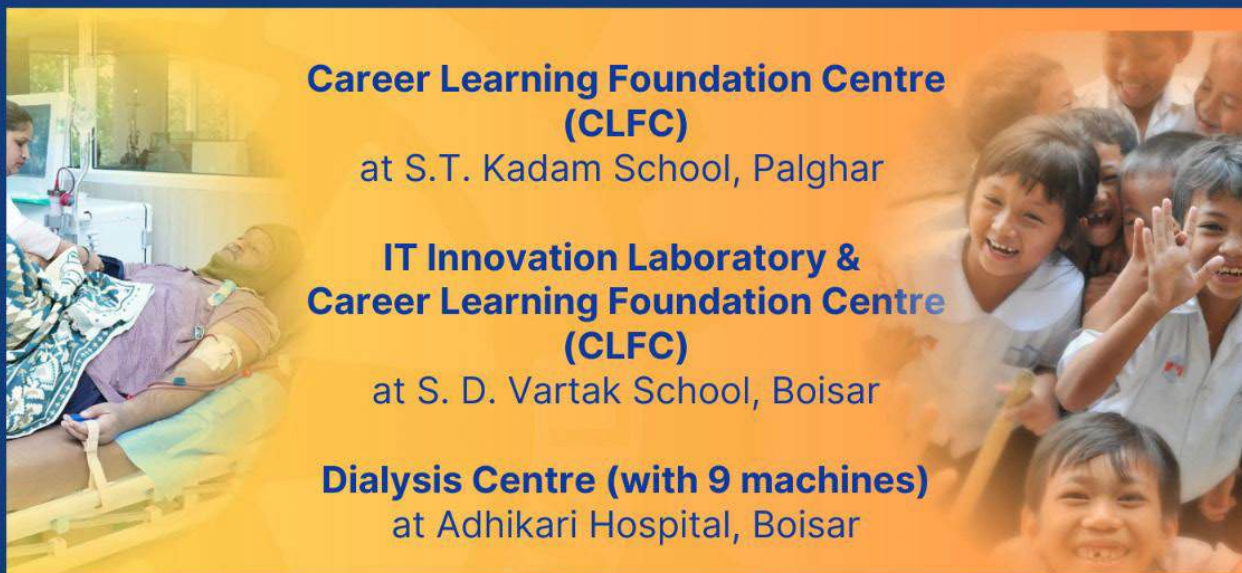 Career Learning Foundation Centre
(CLFC)
at S.T. Kadam School, Palghar
IT Innovation Laboratory &
Career Learning Foundation Centre
(CLFC)
at S. D. Vartak School, Boisar
Dialysis Centre (with 9 machines)
at Adhikari Hospital, Boisar